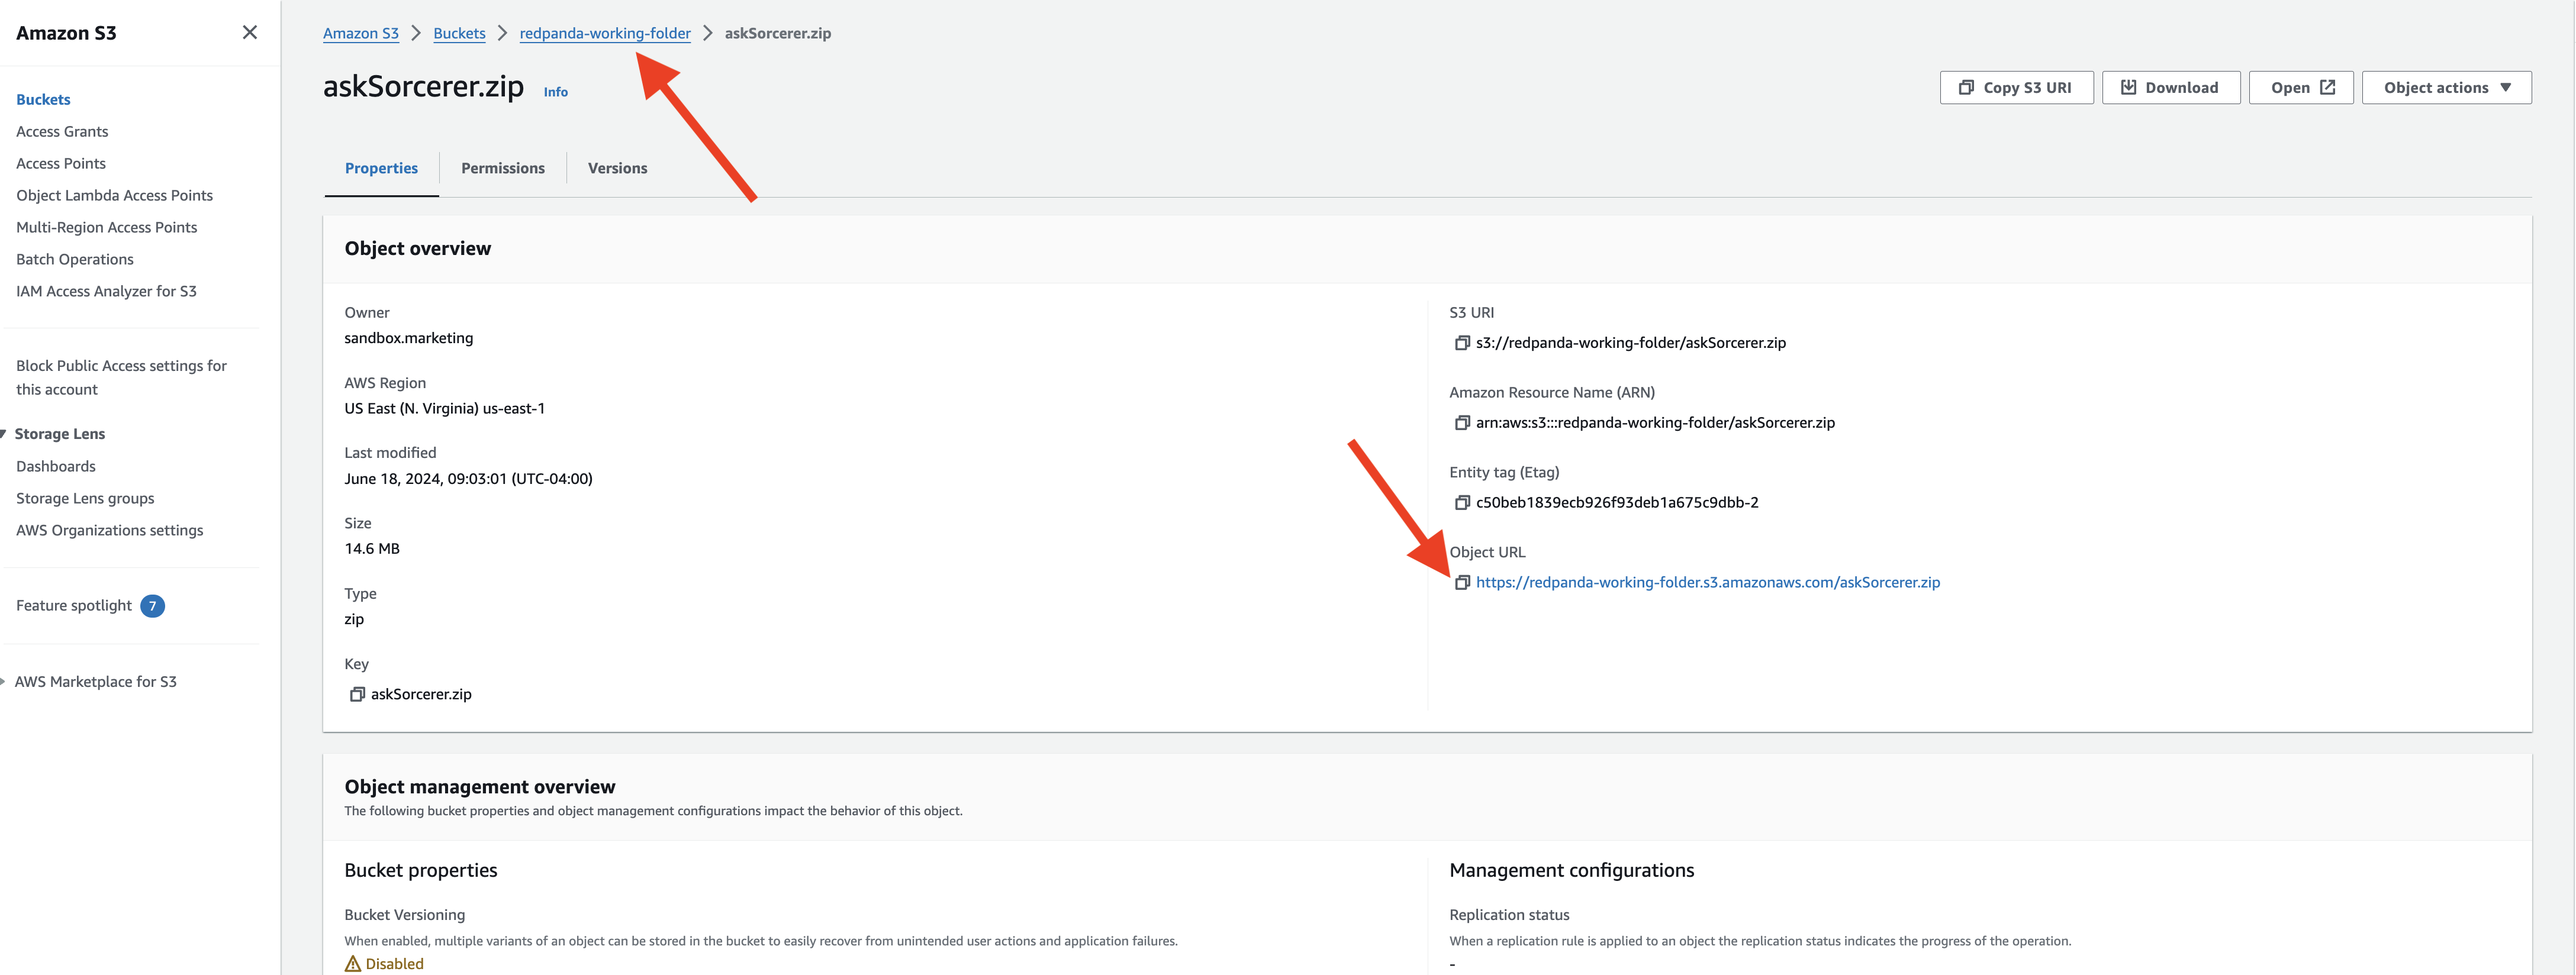 Amazon S3
Buckets
Access Grants
Access Points
Object Lambda Access Points
Multi-Region Access Points
Batch Operations
IAM Access Analyzer for S3
Block Public Access settings for
this account
Storage Lens
Dashboards
Storage Lens groups
AWS Organizations settings
Feature spotlight 7
AWS Marketplace for S3
Amazon S3 > Buckets > redpanda-working-folder > askSorcerer.zip
askSorcerer.zip Info
Copy S3 URI Download Open Object actions
Properties Permissions Versions
Object overview
Owner
sandbox.marketing
AWS Region
US East (N. Virginia) us-east-1
Last modified
June 18, 2024, 09:03:01 (UTC-04:00)
Size
14.6 MB
Type
zip
Key
askSorcerer.zip
S3 URI
s3://redpanda-working-folder/askSorcerer.zip
Amazon Resource Name (ARN)
arn:aws:s3:::redpanda-working-folder/askSorcerer.zip
Entity tag (Etag)
c50beb1839ecb926f93deb1a675c9dbb-2
Object URL
https://redpanda-working-folder.s3.amazonaws.com/askSorcerer.zip
Object management overview
The following bucket properties and object management configurations impact the behavior of this object.
Bucket properties
Bucket Versioning
When enabled, multiple variants of an object can be stored in the bucket to easily recover from unintended user actions and application failures.
Disabled
Management configurations
Replication status
When a replication rule is applied to an object the replication status indicates the progress of the operation.
-